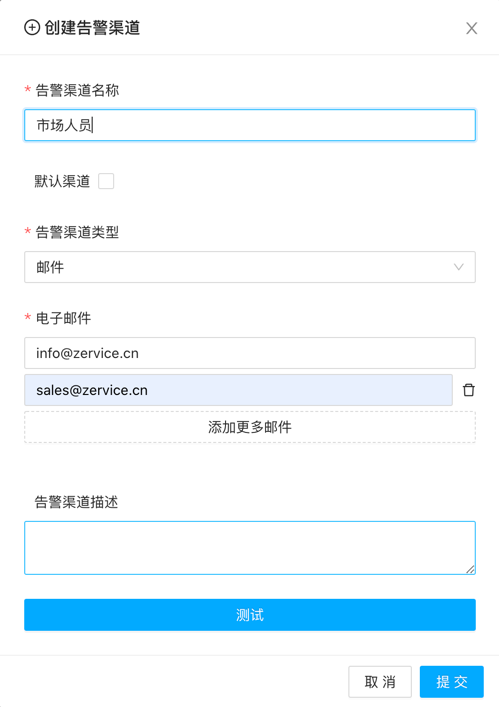 创建告警渠道
* 告警渠道名称
市场人员
默认渠道
* 告警渠道类型
邮件
* 电子邮件
info@zervice.cn
sales@zervice.cn
添加更多邮件
告警渠道描述
测试
取 消
提 交